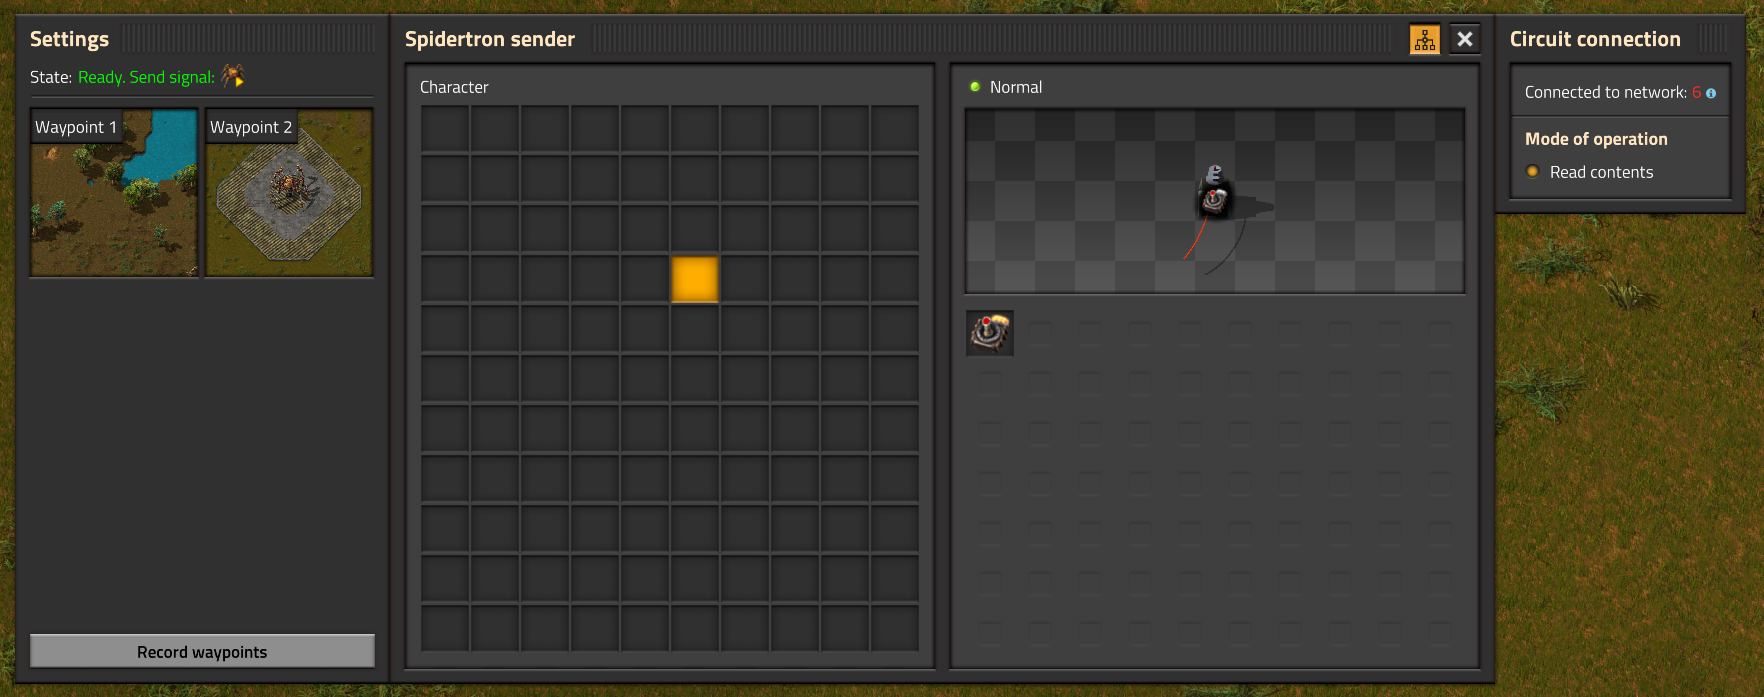 Settings
State: Ready. Send signal:
Waypoint 1
Waypoint 2
Record waypoints
Spidertron sender
Character
Normal
Circuit connection
Connected to network: 6
Mode of operation
Read contents